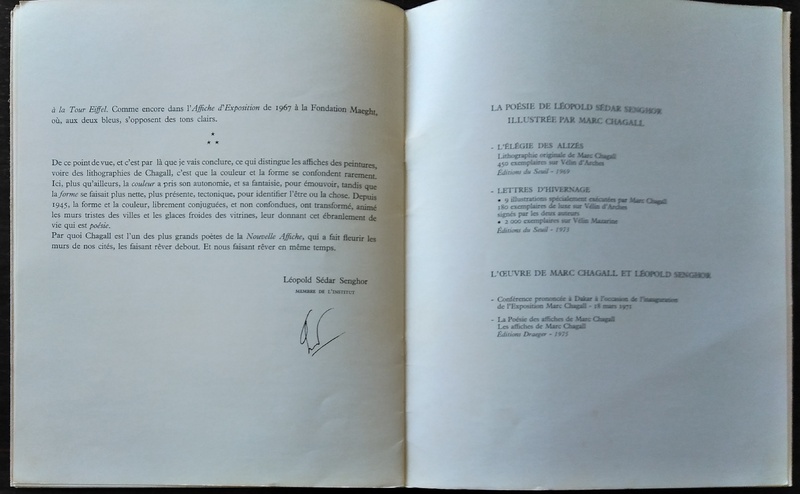 à la Tour Eiffel. Comme encore dans l'Affiche d'Exposition de 1967 à la Fondation Maeght,
où, aux deux bleus, s'opposent des tons clairs.
*
* *
De ce point de vue, et c'est par là que je vais conclure, ce qui distingue les affiches des peintures,
voire des lithographies de Chagall, c'est que la couleur et la forme se confondent rarement.
Ici, plus qu'ailleurs, la couleur a pris son autonomie, et sa fantaisie, pour émouvoir, tandis que
la forme se faisait plus nette, plus présente, tectonique, pour identifier l'être ou la chose. Depuis
1945, la forme et la couleur, librement conjuguées, et non confondues, ont transformé, animé
les murs tristes des villes et les glaces froides des vitrines, leur donnant cet ébranlement de
vie qui est poésie.
Par quoi Chagall est l'un des plus grands poètes de la Nouvelle Affiche, qui a fait fleurir les
murs de nos cités, les faisant rêver debout. Et nous faisant rêver en même temps.
Léopold Sédar Senghor
MEMBRE DE L'INSTITUT
LA POÉSIE DE LÉOPOLD SÉDAR SENGHOR
ILLUSTRÉE PAR MARC CHAGALL
- L'ÉLÉGIE DES ALIZÉS
Lithographie originale de Marc Chagall
450 exemplaires sur Vélin d'Arches
Éditions du Seuil - 1969
- LETTRES D'HIVERNAGE
• 9 illustrations spécialement exécutées par Marc Chagall
180 exemplaires de luxe sur Vélin d'Arches
signés par les deux auteurs
• 2 000 exemplaires sur Vélin Mazarine
Éditions du Seuil - 1973
L'ŒUVRE DE MARC CHAGALL ET LÉOPOLD SENGHOR
- Conférence prononcée à Dakar à l'occasion de l'inauguration
de l'Exposition Marc Chagall - 18 mars 1971
- La Poésie des affiches de Marc Chagall
Les affiches de Marc Chagall
Éditions Draeger - 1975